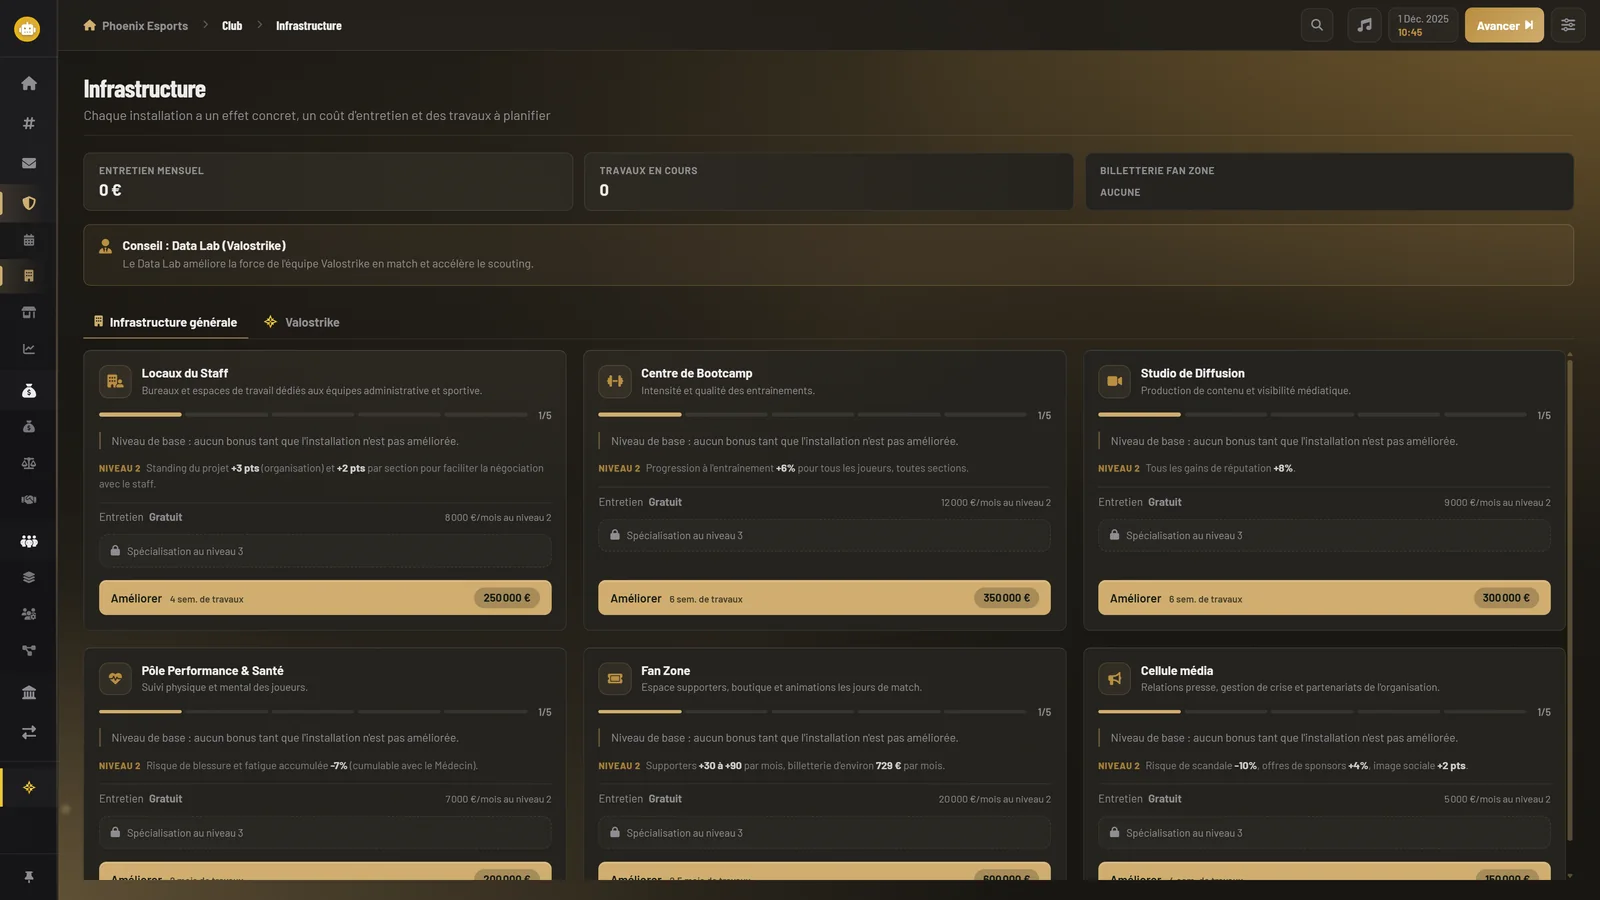 Phoenix Esports
Club
Infrastructure
1 Déc. 2025
10:45
Avancer
Infrastructure
Chaque installation a un effet concret, un coût d'entretien et des travaux à planifier
ENTRETIEN MENSUEL
0 €
TRAVAUX EN COURS
0
BILLETTERIE FAN ZONE
AUCUNE
Conseil : Data Lab (Valostrike)
Le Data Lab améliore la force de l'équipe Valostrike en match et accélère le scouting.
Infrastructure générale
Valostrike
Locaux du Staff
Bureaux et espaces de travail dédiés aux équipes administrative et sportive.
1/5
Niveau de base : aucun bonus tant que l'installation n'est pas améliorée.
NIVEAU 2 Standing du projet +3 pts (organisation) et +2 pts par section pour faciliter la négociation
avec le staff.
Entretien Gratuit
8 000 €/mois au niveau 2
Spécialisation au niveau 3
Améliorer 4 sem. de travaux
250 000 €
Centre de Bootcamp
Intensité et qualité des entraînements.
1/5
Niveau de base : aucun bonus tant que l'installation n'est pas améliorée.
NIVEAU 2 Progression à l'entraînement +6% pour tous les joueurs, toutes sections.
Entretien Gratuit
12 000 €/mois au niveau 2
Spécialisation au niveau 3
Améliorer 6 sem. de travaux
350 000 €
Studio de Diffusion
Production de contenu et visibilité médiatique.
1/5
Niveau de base : aucun bonus tant que l'installation n'est pas améliorée.
NIVEAU 2 Tous les gains de réputation +8%.
Entretien Gratuit
9 000 €/mois au niveau 2
Spécialisation au niveau 3
Améliorer 6 sem. de travaux
300 000 €
Pôle Performance & Santé
Suivi physique et mental des joueurs.
1/5
Niveau de base : aucun bonus tant que l'installation n'est pas améliorée.
NIVEAU 2 Risque de blessure et fatigue accumulée -7% (cumulable avec le Médecin).
Entretien Gratuit
7 000 €/mois au niveau 2
Spécialisation au niveau 3
Améliorer
200 000 €
Fan Zone
Espace supporters, boutique et animations les jours de match.
1/5
Niveau de base : aucun bonus tant que l'installation n'est pas améliorée.
NIVEAU 2 Supporters +30 à +90 par mois, billetterie d'environ 729 € par mois.
Entretien Gratuit
20 000 €/mois au niveau 2
Spécialisation au niveau 3
Améliorer
600 000 €
Cellule média
Relations presse, gestion de crise et partenariats de l'organisation.
1/5
Niveau de base : aucun bonus tant que l'installation n'est pas améliorée.
NIVEAU 2 Risque de scandale -10%, offres de sponsors +4%, image sociale +2 pts.
Entretien Gratuit
5 000 €/mois au niveau 2
Spécialisation au niveau 3
Améliorer
150 000 €